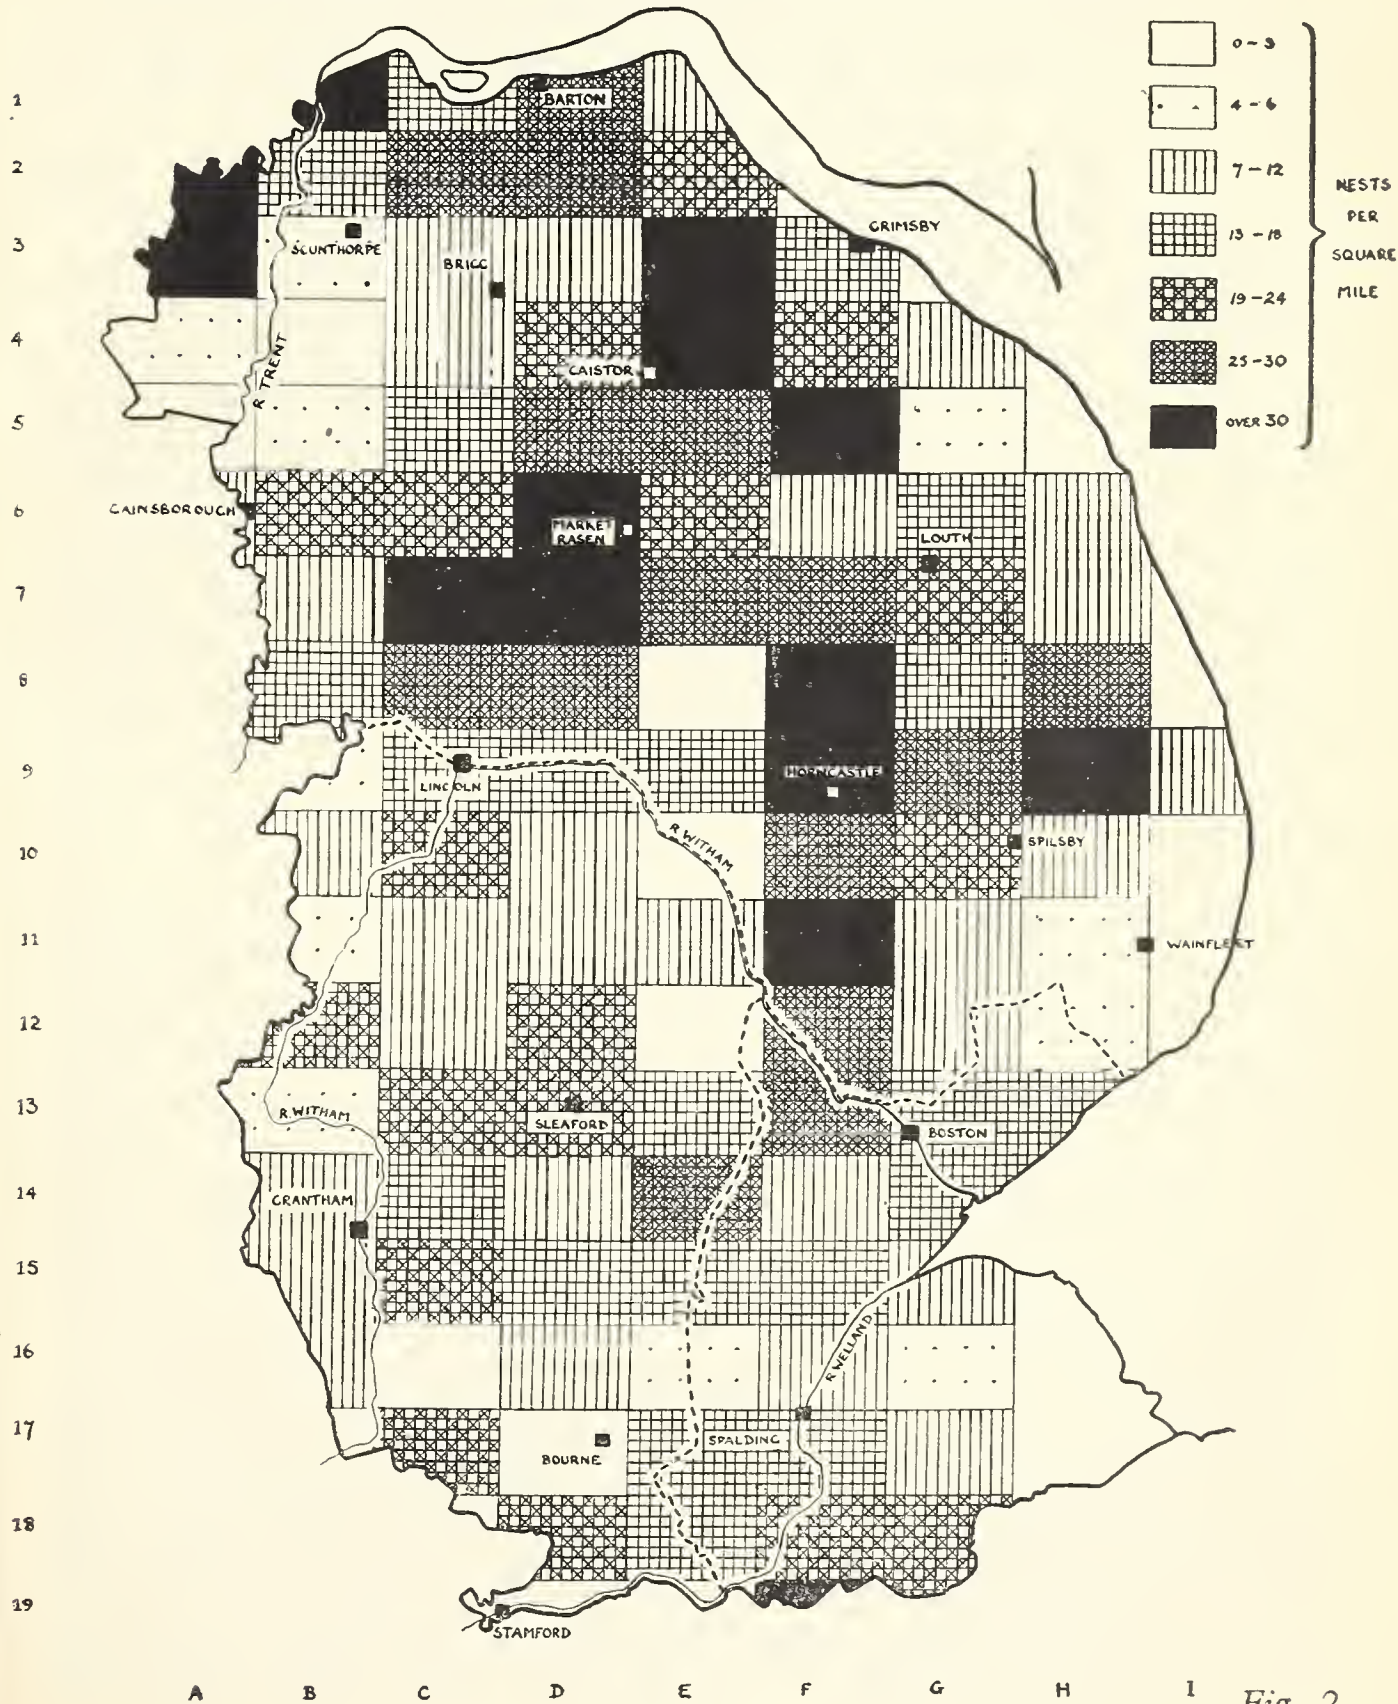 0-3
4-6
7-12
13-18
19-24
25-30
OVER 30
NESTS
PER
SQUARE
MILE
1
2
3
4
5
6
7
8
9
10
11
12
13
14
15
16
17
18
19
BARTON
GRIMSBY
SCUNTHORPE
BRIGG
R. TRENT
CAISTOR
GAINSBOROUGH
MARKET
RASEN
LOUTH
LINCOLN
HORNCASTLE
R. WITHAM
SPILSBY
WAINFLEET
R. WITHAM
SLEAFORD
BOSTON
GRANTHAM
R. WELLAND
SPALDING
BOURNE
STAMFORD
A B C D E F G H I
Fig. 2